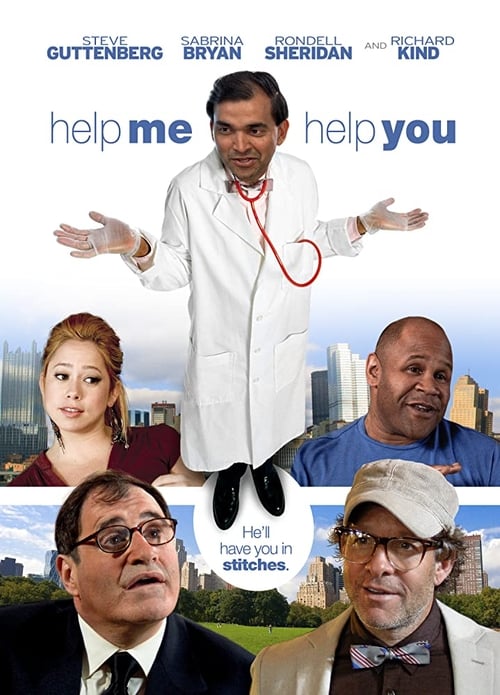 STEVE GUTTENBERG
SABRINA BRYAN
RONDELL SHERIDAN
AND RICHARD KIND
help me help you
He'll
have you in
stitches.